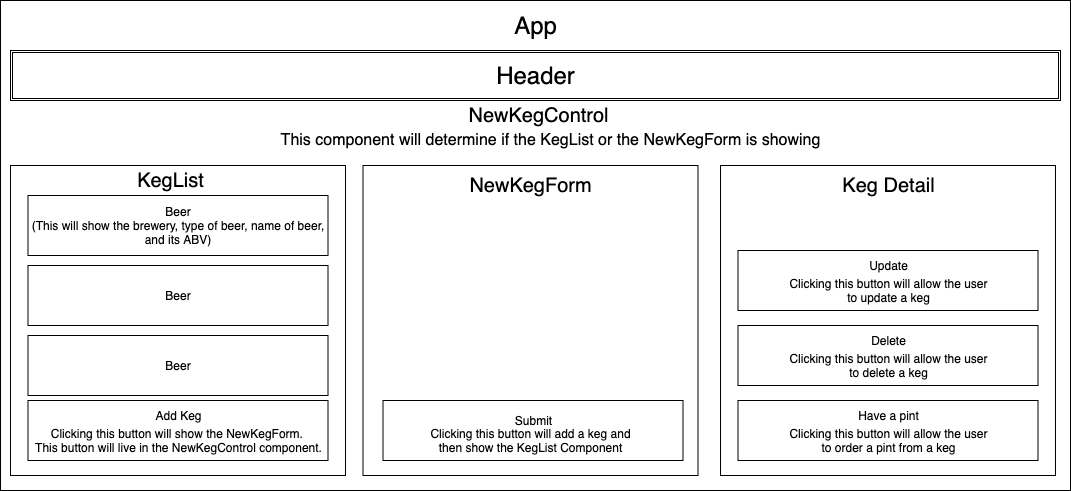 App
Header
NewKegControl
This component will determine if the KegList or the NewKegForm is showing
KegList
Beer
(This will show the brewery, type of beer, name of beer,
and its ABV)
Beer
Beer
Add Keg
Clicking this button will show the NewKegForm.
This button will live in the NewKegControl component.
NewKegForm
Submit
Clicking this button will add a keg and
then show the KegList Component
Keg Detail
Update
Clicking this button will allow the user
to update a keg
Delete
Clicking this button will allow the user
to delete a keg
Have a pint
Clicking this button will allow the user
to order a pint from a keg